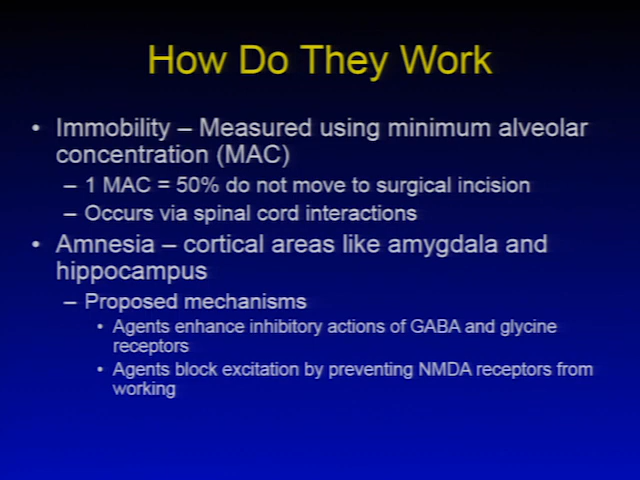 How Do They Work
• Immobility – Measured using minimum alveolar
concentration (MAC)
– 1 MAC = 50% do not move to surgical incision
– Occurs via spinal cord interactions
• Amnesia – cortical areas like amygdala and
hippocampus
– Proposed mechanisms
• Agents enhance inhibitory actions of GABA and glycine
receptors
• Agents block excitation by preventing NMDA receptors from
working